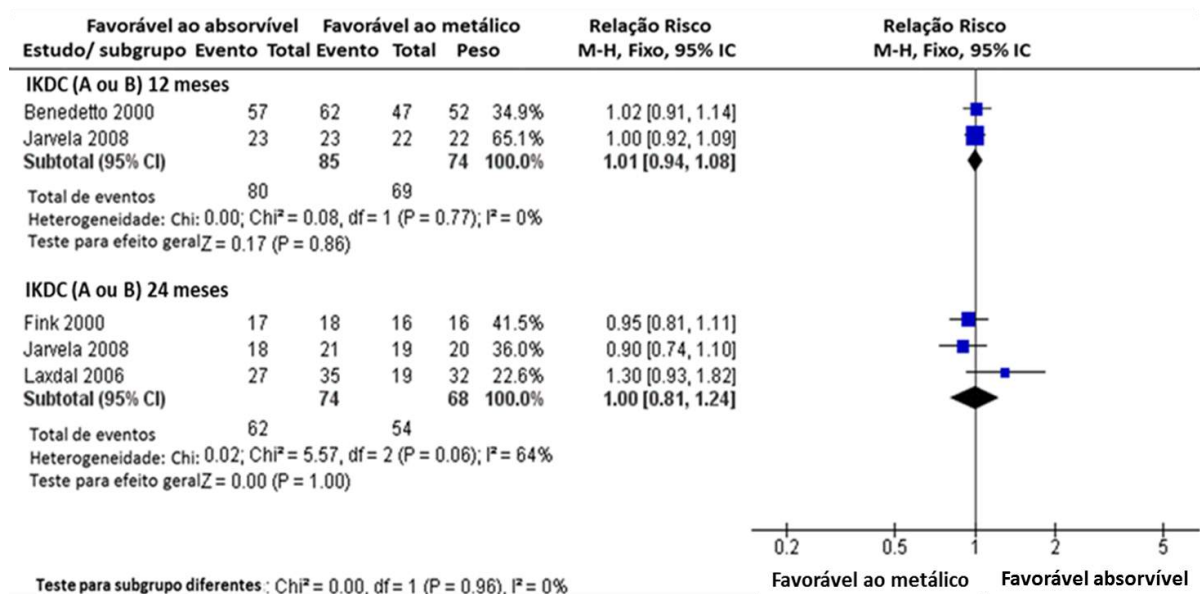 Favorável ao absorvível Favorável ao metálico Relação Risco Relação Risco
Estudo/ subgrupo Evento Total Evento Total Peso M-H, Fixo, 95% IC M-H, Fixo, 95% IC
IKDC (A ou B) 12 meses
Benedetto 2000 57 62 47 52 34.9% 1.02 [0.91, 1.14]
Jarvela 2008 23 23 22 22 65.1% 1.00 [0.92, 1.09]
Subtotal (95% CI) 85 74 100.0% 1.01 [0.94, 1.08]
Total de eventos 80 69
Heterogeneidade: Chi: 0.00; Chi² = 0.08, df = 1 (P = 0.77); I² = 0%
Teste para efeito geral Z = 0.17 (P = 0.86)
IKDC (A ou B) 24 meses
Fink 2000 17 18 16 16 41.5% 0.95 [0.81, 1.11]
Jarvela 2008 18 21 19 20 36.0% 0.90 [0.74, 1.10]
Laxdal 2006 27 35 19 32 22.6% 1.30 [0.93, 1.82]
Subtotal (95% CI) 74 68 100.0% 1.00 [0.81, 1.24]
Total de eventos 62 54
Heterogeneidade: Chi: 0.02; Chi² = 5.57, df = 2 (P = 0.06); I² = 64%
Teste para efeito geral Z = 0.00 (P = 1.00)
0.2 0.5 1 2 5
Teste para subgrupo diferentes : Chi² = 0.00, df = 1 (P = 0.96), I² = 0% Favorável ao metálico Favorável absorvível